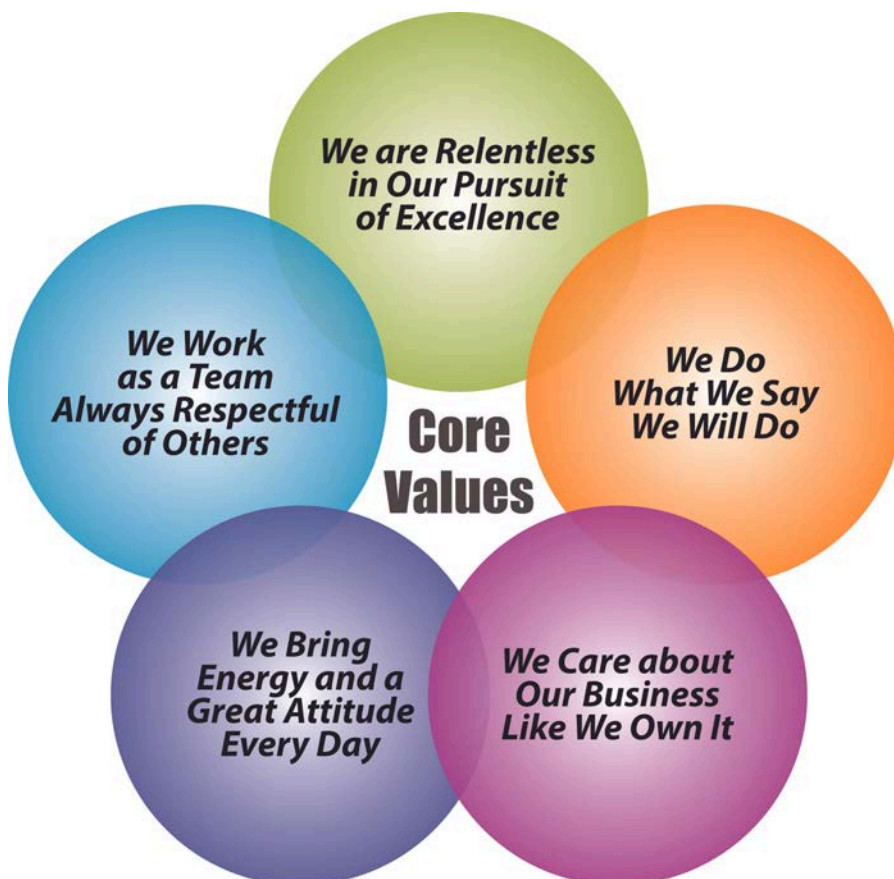 We are Relentless
in Our Pursuit
of Excellence
We Work
as a Team
Always Respectful
of Others
We Do
What We Say
We Will Do
Core
Values
We Bring
Energy and a
Great Attitude
Every Day
We Care about
Our Business
Like We Own It